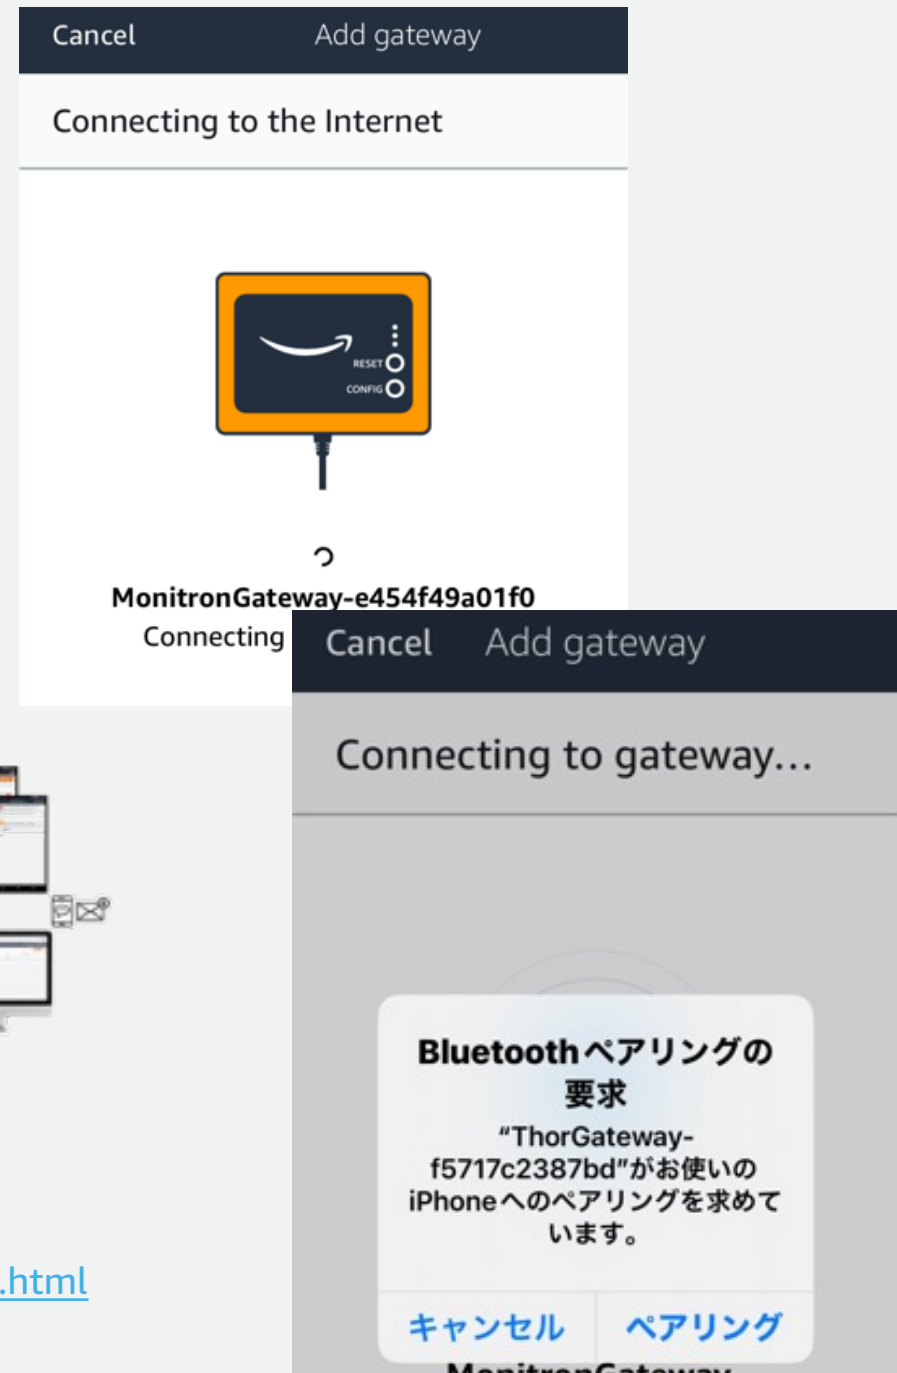 Cancel Add gateway
Connecting to the Internet
RESET
CONFIG
MonitronGateway-e454f49a01f0
Connecting
Cancel Add gateway
Connecting to gateway...
Bluetoothペアリングの
要求
“ThorGateway-
f5717c2387bd”がお使いの
iPhoneへのペアリングを求めて
います。
キャンセル ペアリング
MonitronGateway
.html